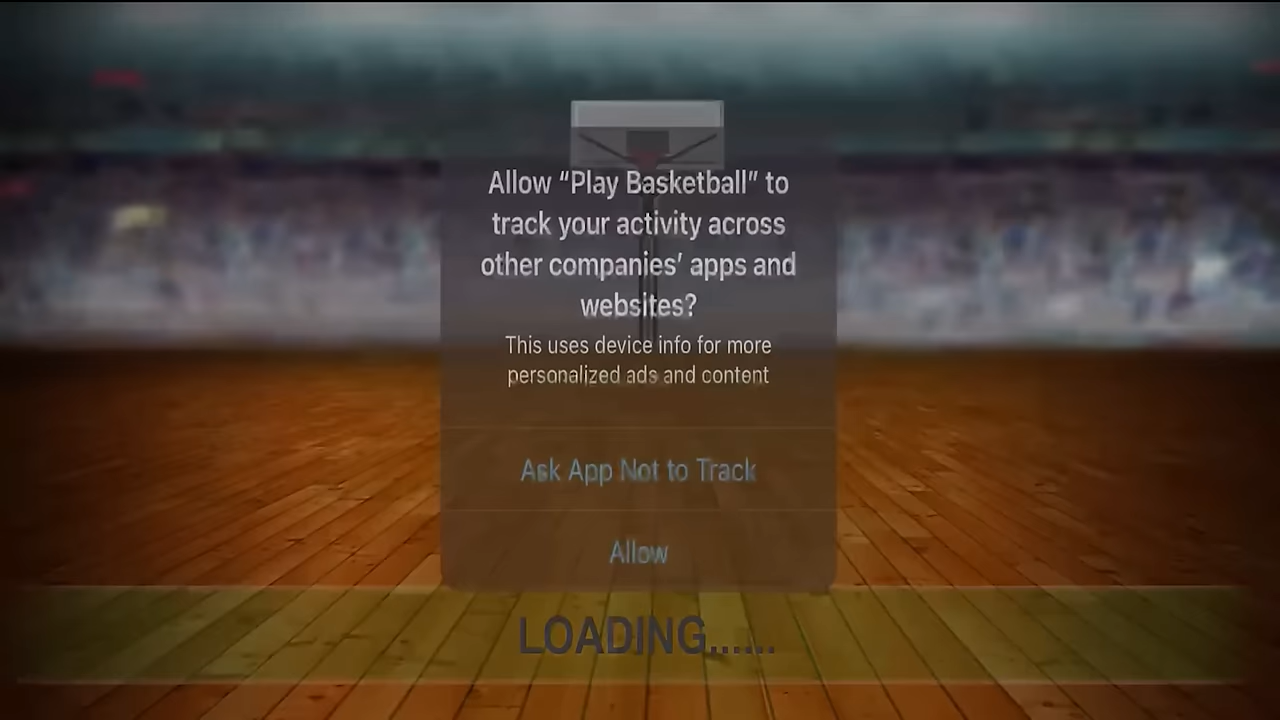 Allow “Play Basketball” to
track your activity across
other companies’ apps and
websites?
This uses device info for more
personalized ads and content
Ask App Not to Track
Allow
LOADING......